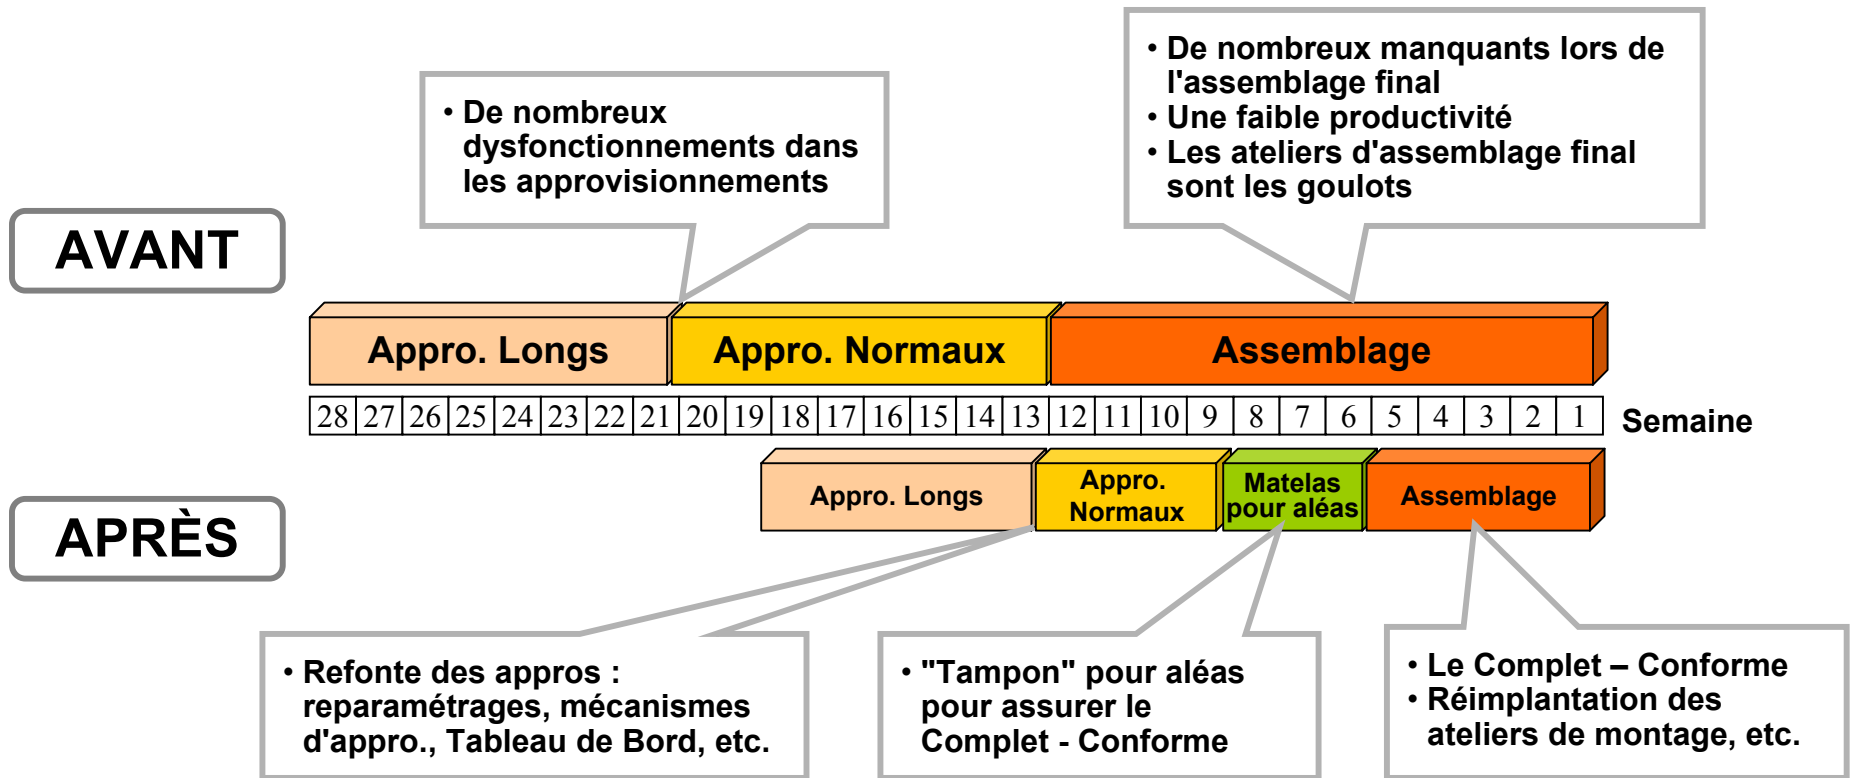 • De nombreux
dysfonctionnements dans
les approvisionnements
• De nombreux manquants lors de
l'assemblage final
• Une faible productivité
• Les ateliers d'assemblage final
sont les goulots
AVANT
Appro. Longs
Appro. Normaux
Assemblage
28 27 26 25 24 23 22 21 20 19 18 17 16 15 14 13 12 11 10 9 8 7 6 5 4 3 2 1 Semaine
APRÈS
Appro. Longs
Appro.
Normaux
Matelas
pour aléas
Assemblage
• Refonte des appros :
reparamétrages, mécanismes
d'appro., Tableau de Bord, etc.
• "Tampon" pour aléas
pour assurer le
Complet - Conforme
• Le Complet – Conforme
• Réimplantation des
ateliers de montage, etc.